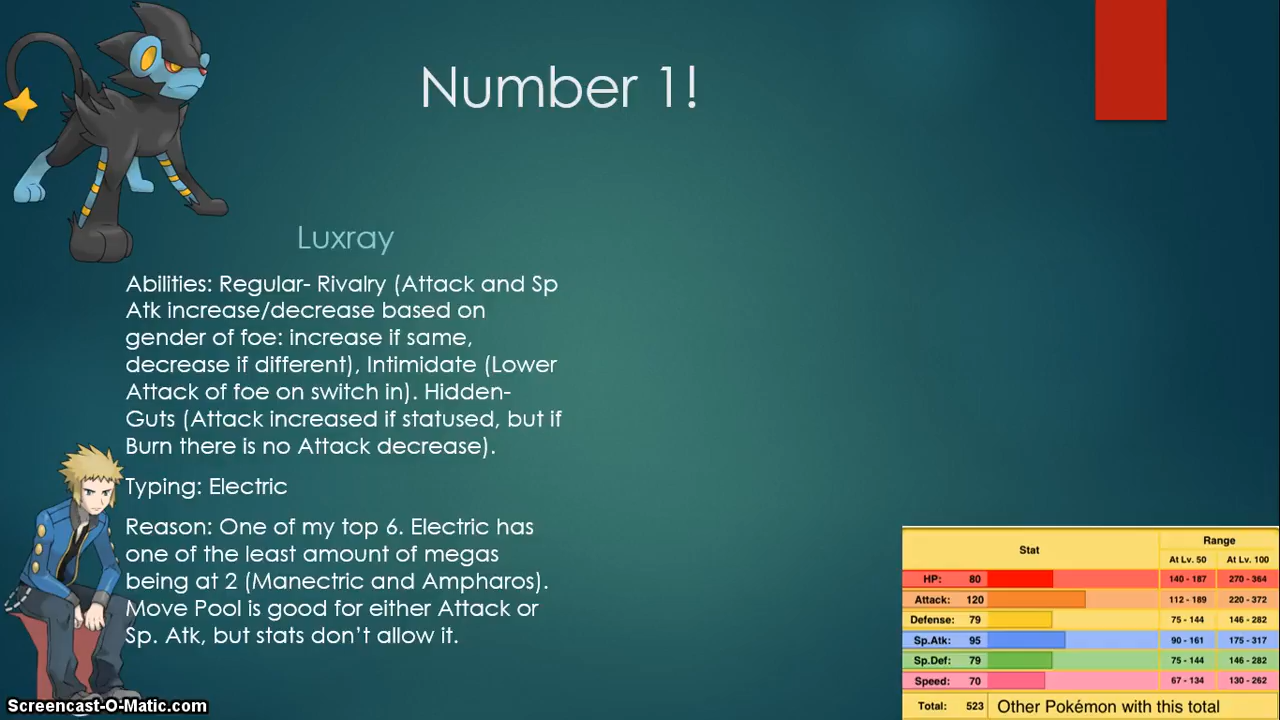 Number 1!
Luxray
Abilities: Regular- Rivalry (Attack and Sp
Atk increase/decrease based on
gender of foe: increase if same,
decrease if different), Intimidate (Lower
Attack of foe on switch in). Hidden-
Guts (Attack increased if statused, but if
Burn there is no Attack decrease).
Typing: Electric
Reason: One of my top 6. Electric has
one of the least amount of megas
being at 2 (Manectric and Ampharos).
Move Pool is good for either Attack or
Sp. Atk, but stats don't allow it.
Stat Range
At Lv. 50 At Lv. 100
HP: 80 140 - 187 270 - 364
Attack: 120 112 - 189 220 - 372
Defense: 79 75 - 144 146 - 282
Sp.Atk: 95 90 - 161 175 - 317
Sp.Def: 79 75 - 144 146 - 282
Speed: 70 67 - 134 130 - 262
Total: 523 Other Pokémon with this total
Screencast-O-Matic.com